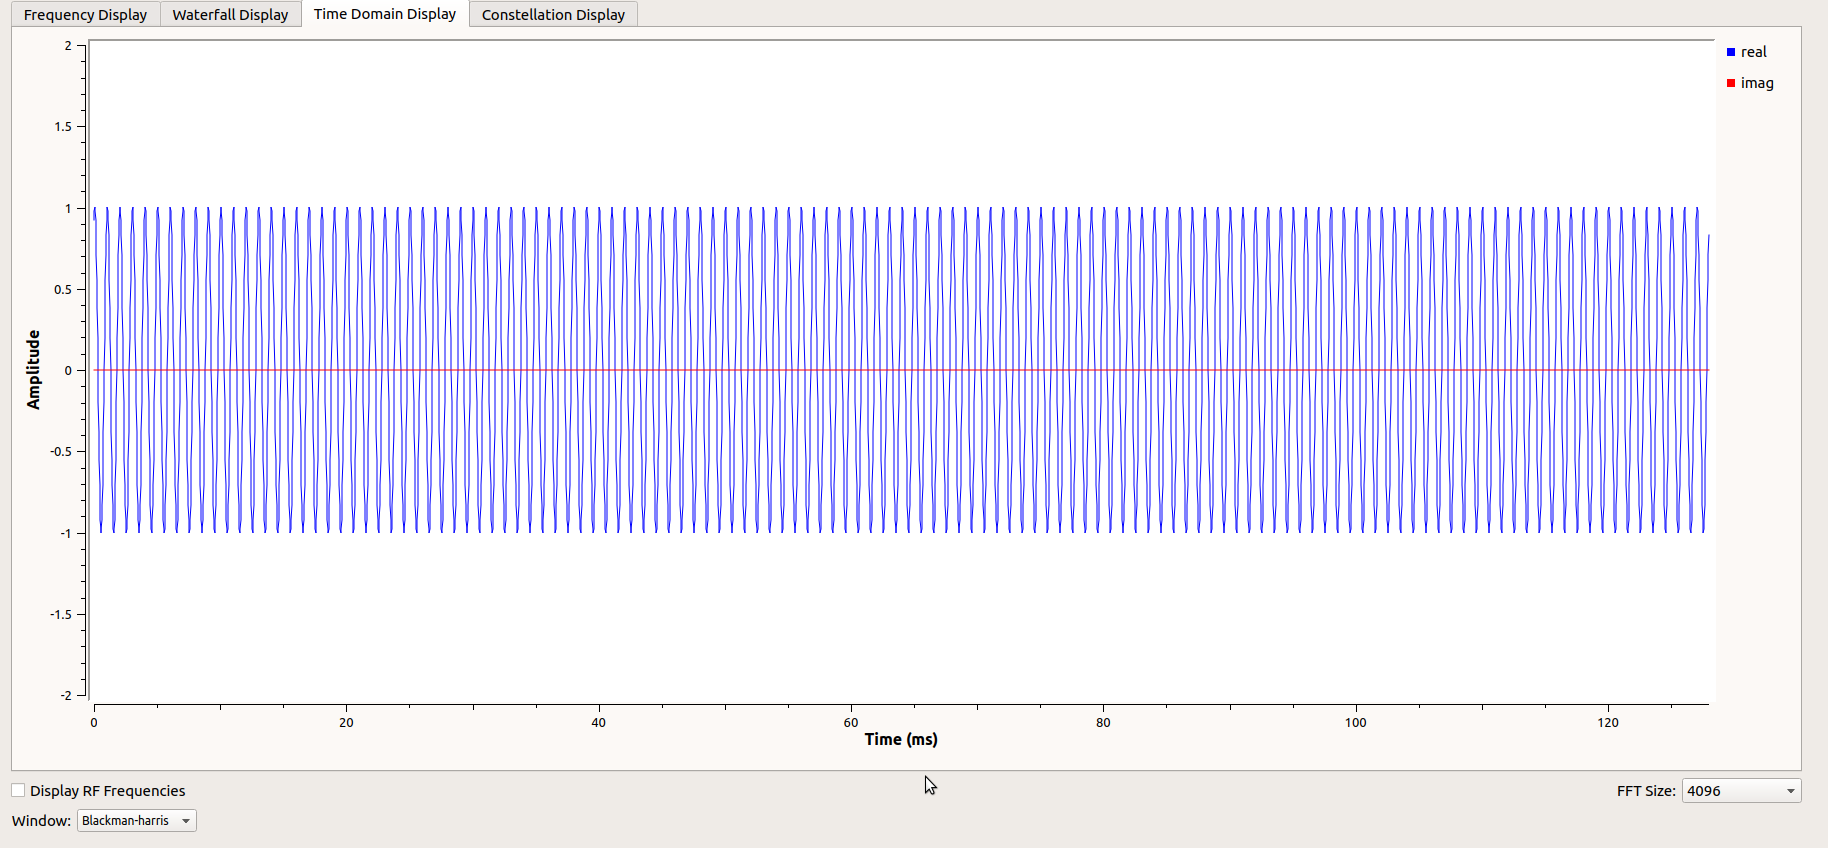 Frequency Display Waterfall Display Time Domain Display Constellation Display
2
1.5
1
0.5
0
-0.5
-1
-1.5
-2
Amplitude
real
imag
0 20 40 60 80 100 120
Time (ms)
Display RF Frequencies
FFT Size: 4096
Window: Blackman-harris